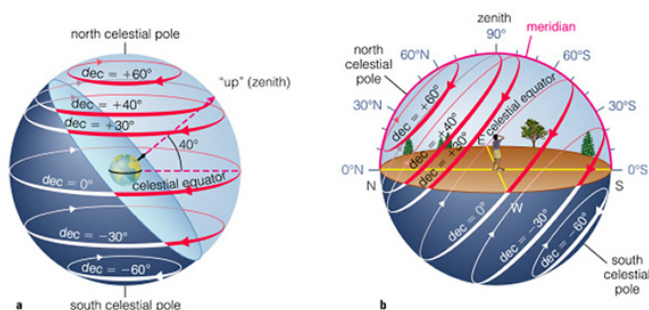 north celestial pole
dec = +60°
"up" (zenith)
dec = +40°
dec = +30°
40°
dec = 0°
celestial equator
dec = −30°
dec = −60°
a
south celestial pole
zenith
90°
meridian
60°N
60°S
north
celestial
pole
30°N
30°S
dec = +60°
dec = +40°
dec = +30°
celestial equator
E
0°N
0°S
N
S
W
dec = 0°
dec = −30°
dec = −60°
south
celestial
pole
b